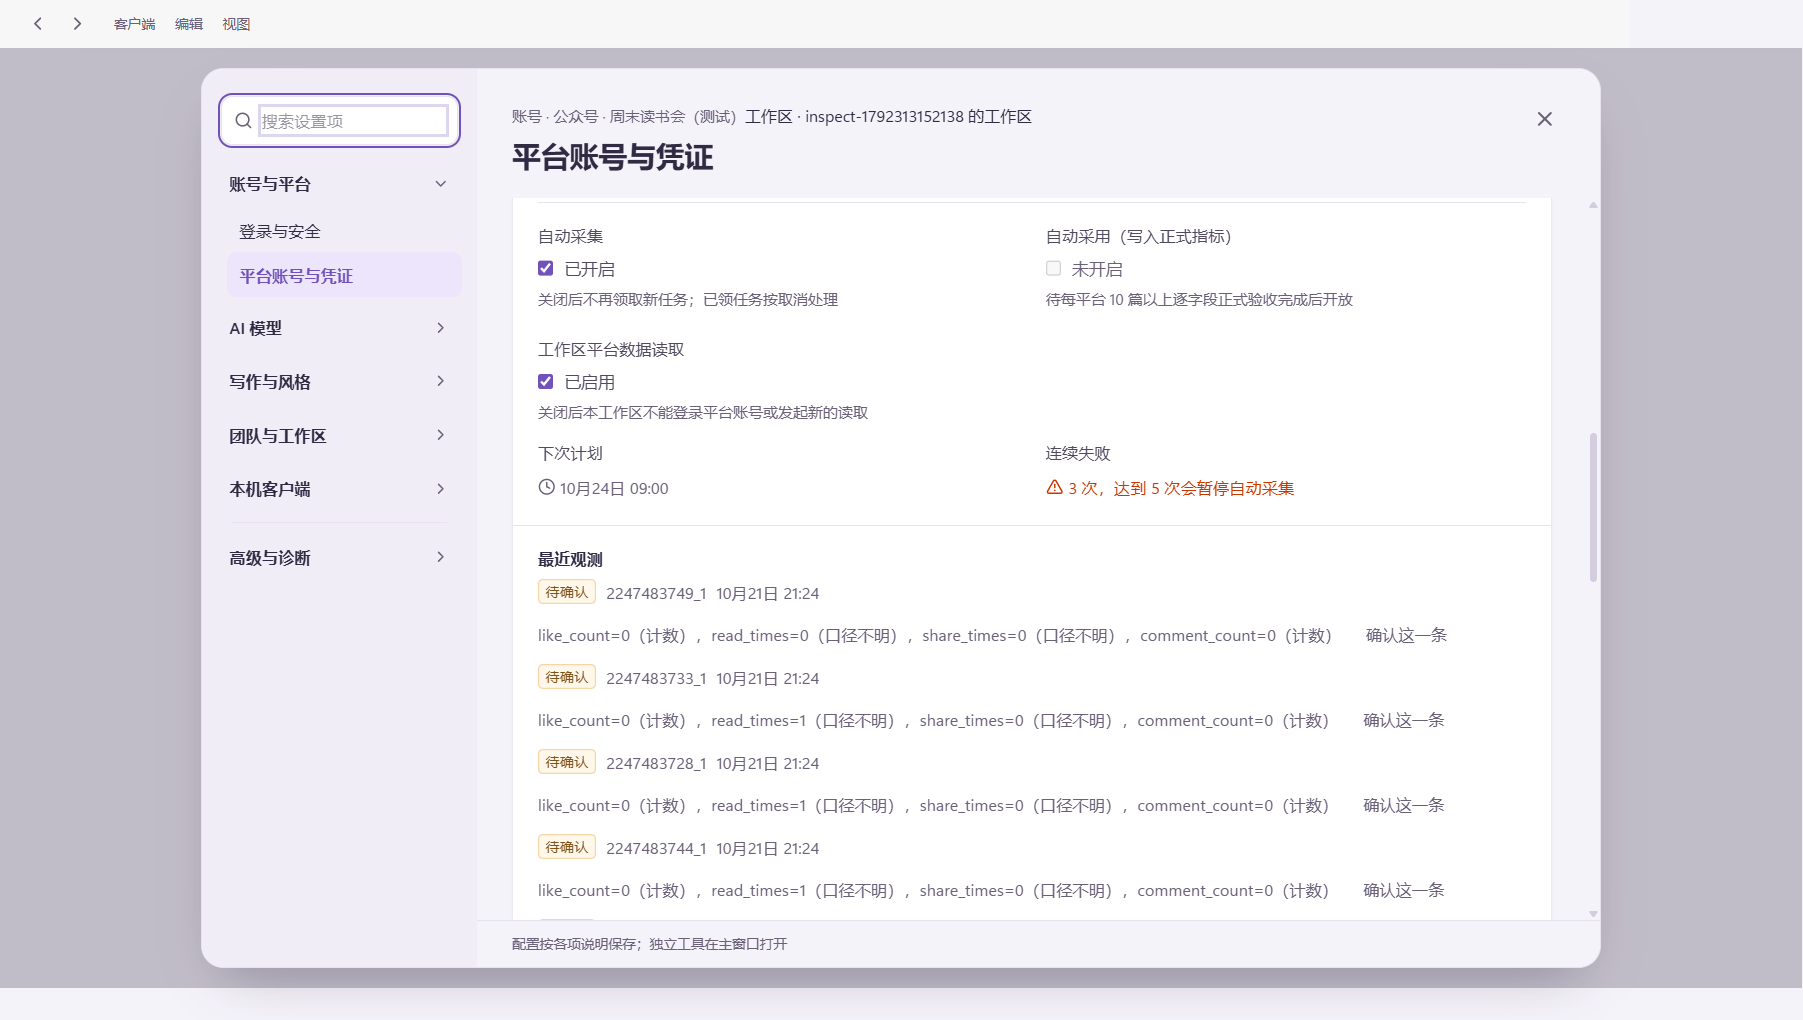 客户端 编辑 视图
搜索设置项
账号与平台
登录与安全
平台账号与凭证
AI 模型
写作与风格
团队与工作区
本机客户端
高级与诊断
账号 · 公众号 · 周末读书会（测试） 工作区 · inspect-1792313152138 的工作区
平台账号与凭证
自动采集
已开启
关闭后不再领取新任务；已领任务按取消处理
自动采用（写入正式指标）
未开启
待每平台 10 篇以上逐字段正式验收完成后开放
工作区平台数据读取
已启用
关闭后本工作区不能登录平台账号或发起新的读取
下次计划
10月24日 09:00
连续失败
3 次，达到 5 次会暂停自动采集
最近观测
待确认 2247483749_1 10月21日 21:24
like_count=0（计数），read_times=0（口径不明），share_times=0（口径不明），comment_count=0（计数） 确认这一条
待确认 2247483733_1 10月21日 21:24
like_count=0（计数），read_times=1（口径不明），share_times=0（口径不明），comment_count=0（计数） 确认这一条
待确认 2247483728_1 10月21日 21:24
like_count=0（计数），read_times=1（口径不明），share_times=0（口径不明），comment_count=0（计数） 确认这一条
待确认 2247483744_1 10月21日 21:24
like_count=0（计数），read_times=1（口径不明），share_times=0（口径不明），comment_count=0（计数） 确认这一条
配置按各项说明保存；独立工具在主窗口打开